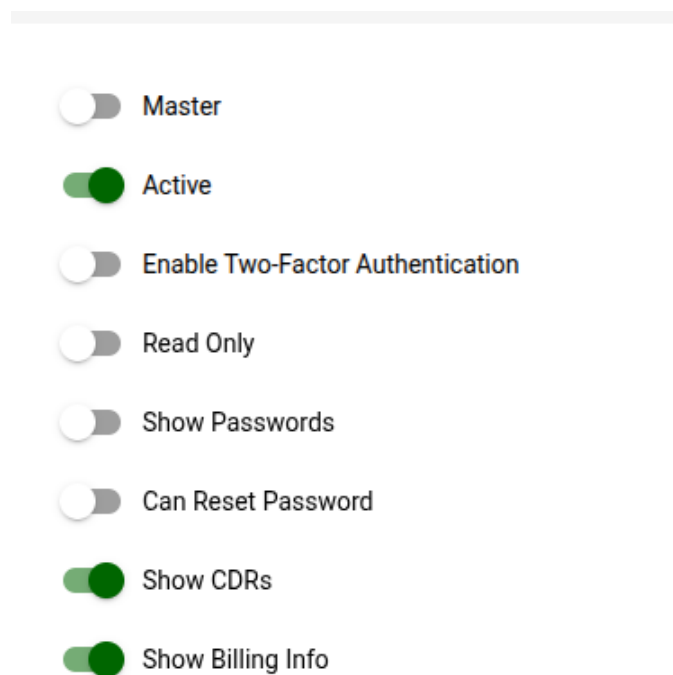 Master
Active
Enable Two-Factor Authentication
Read Only
Show Passwords
Can Reset Password
Show CDRs
Show Billing Info